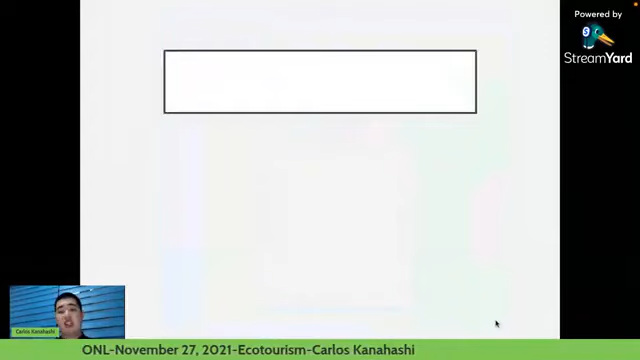 Powered by
StreamYard
Carlos Kanahashi
ONL-November 27, 2021-Ecotourism-Carlos Kanahashi